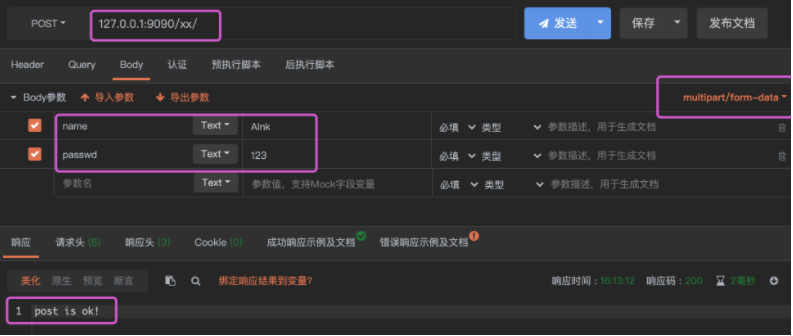 POST 127.0.0.1:9090/xx/ 发送 保存 发布文档
Header Query Body 认证 预执行脚本 后执行脚本
Body参数 导入参数 导出参数 multipart/form-data
name Text Alnk 必填 类型 参数描述，用于生成文档
passwd Text 123 必填 类型 参数描述，用于生成文档
参数名 Text 参数值，支持Mock字段变量 必填 类型 参数描述，用于生成文档
响应 请求头 (8) 响应头 (3) Cookie (0) 成功响应示例及文档 错误响应示例及文档
美化 原生 预览 断言 绑定响应结果到变量? 响应时间：16:13:12 响应码：200 2毫秒
1 post is ok!